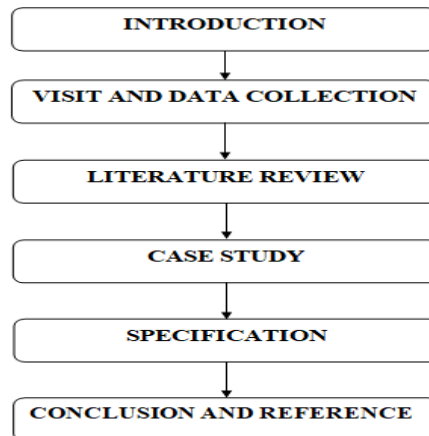 INTRODUCTION
VISIT AND DATA COLLECTION
LITERATURE REVIEW
CASE STUDY
SPECIFICATION
CONCLUSION AND REFERENCE